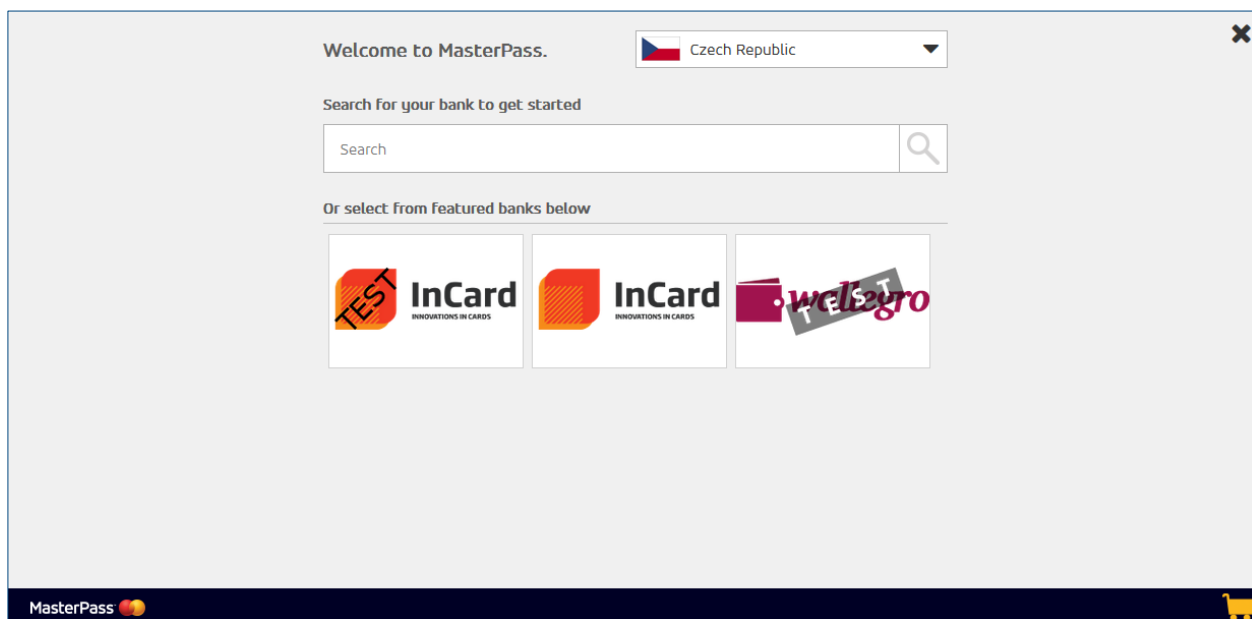 Welcome to MasterPass.
Czech Republic
Search for your bank to get started
Search
Or select from featured banks below
TEST
InCard
INNOVATIONS IN CARDS
InCard
INNOVATIONS IN CARDS
wallegro
TEST
MasterPass